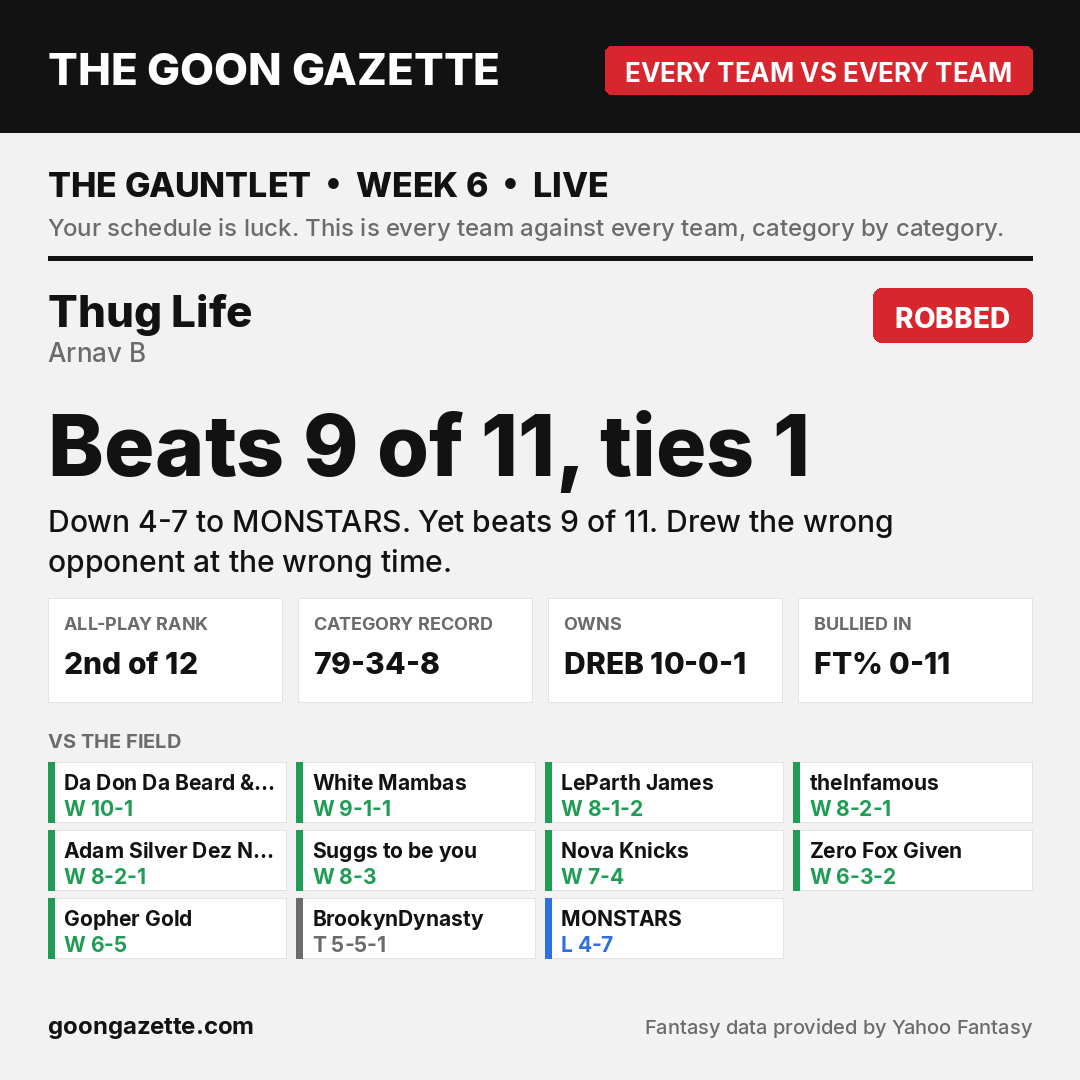 THE GOON GAZETTE
EVERY TEAM VS EVERY TEAM
THE GAUNTLET • WEEK 6 • LIVE
Your schedule is luck. This is every team against every team, category by category.
Thug Life
ROBBED
Arnav B
Beats 9 of 11, ties 1
Down 4-7 to MONSTARS. Yet beats 9 of 11. Drew the wrong
opponent at the wrong time.
ALL-PLAY RANK
2nd of 12
CATEGORY RECORD
79-34-8
OWNS
DREB 10-0-1
BULLIED IN
FT% 0-11
VS THE FIELD
Da Don Da Beard &...
W 10-1
White Mambas
W 9-1-1
LeParth James
W 8-1-2
theInfamous
W 8-2-1
Adam Silver Dez N...
W 8-2-1
Suggs to be you
W 8-3
Nova Knicks
W 7-4
Zero Fox Given
W 6-3-2
Gopher Gold
W 6-5
BrookynDynasty
T 5-5-1
MONSTARS
L 4-7
goongazette.com
Fantasy data provided by Yahoo Fantasy